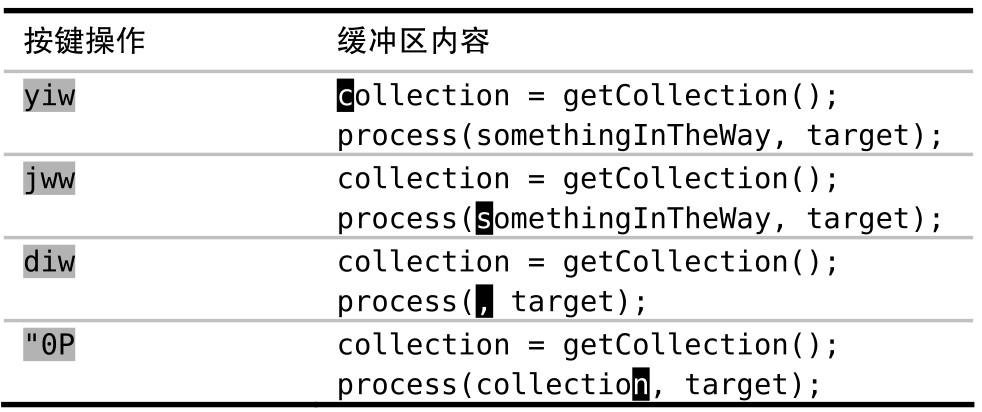 按键操作 缓冲区内容
yiw collection = getCollection();
process(somethingInTheWay, target);
jww collection = getCollection();
process(somethingInTheWay, target);
diw collection = getCollection();
process(, target);
"0P collection = getCollection();
process(collection, target);